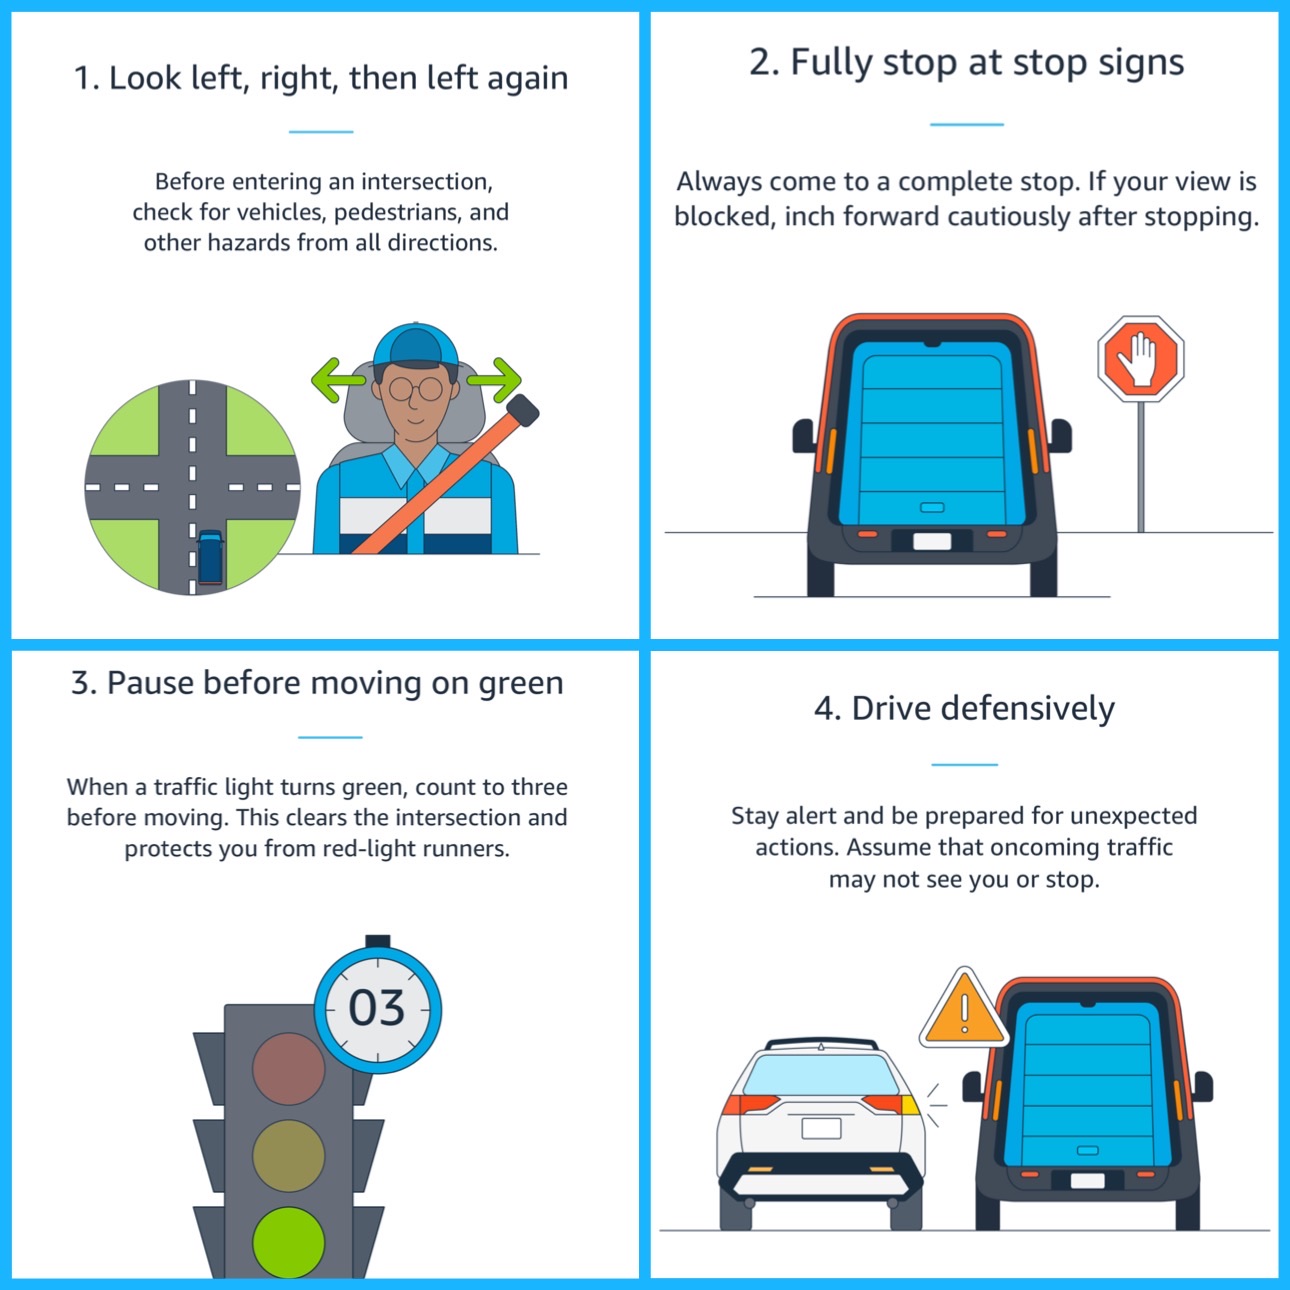 1. Look left, right, then left again
Before entering an intersection,
check for vehicles, pedestrians, and
other hazards from all directions.
2. Fully stop at stop signs
Always come to a complete stop. If your view is
blocked, inch forward cautiously after stopping.
3. Pause before moving on green
When a traffic light turns green, count to three
before moving. This clears the intersection and
protects you from red-light runners.
03
4. Drive defensively
Stay alert and be prepared for unexpected
actions. Assume that oncoming traffic
may not see you or stop.
!